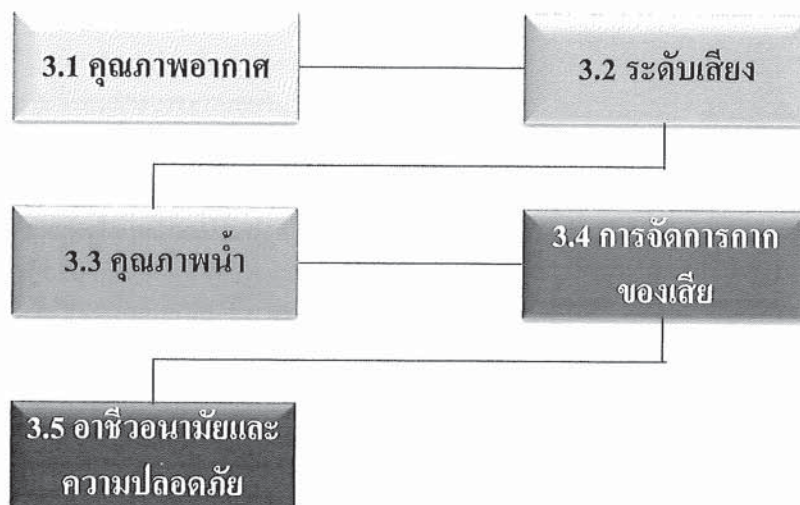 3.1 คุณภาพอากาศ
3.2 ระดับเสียง
3.3 คุณภาพน้ำ
3.4 การจัดการกาก
ของเสีย
3.5 อาชีวอนามัยและ
ความปลอดภัย